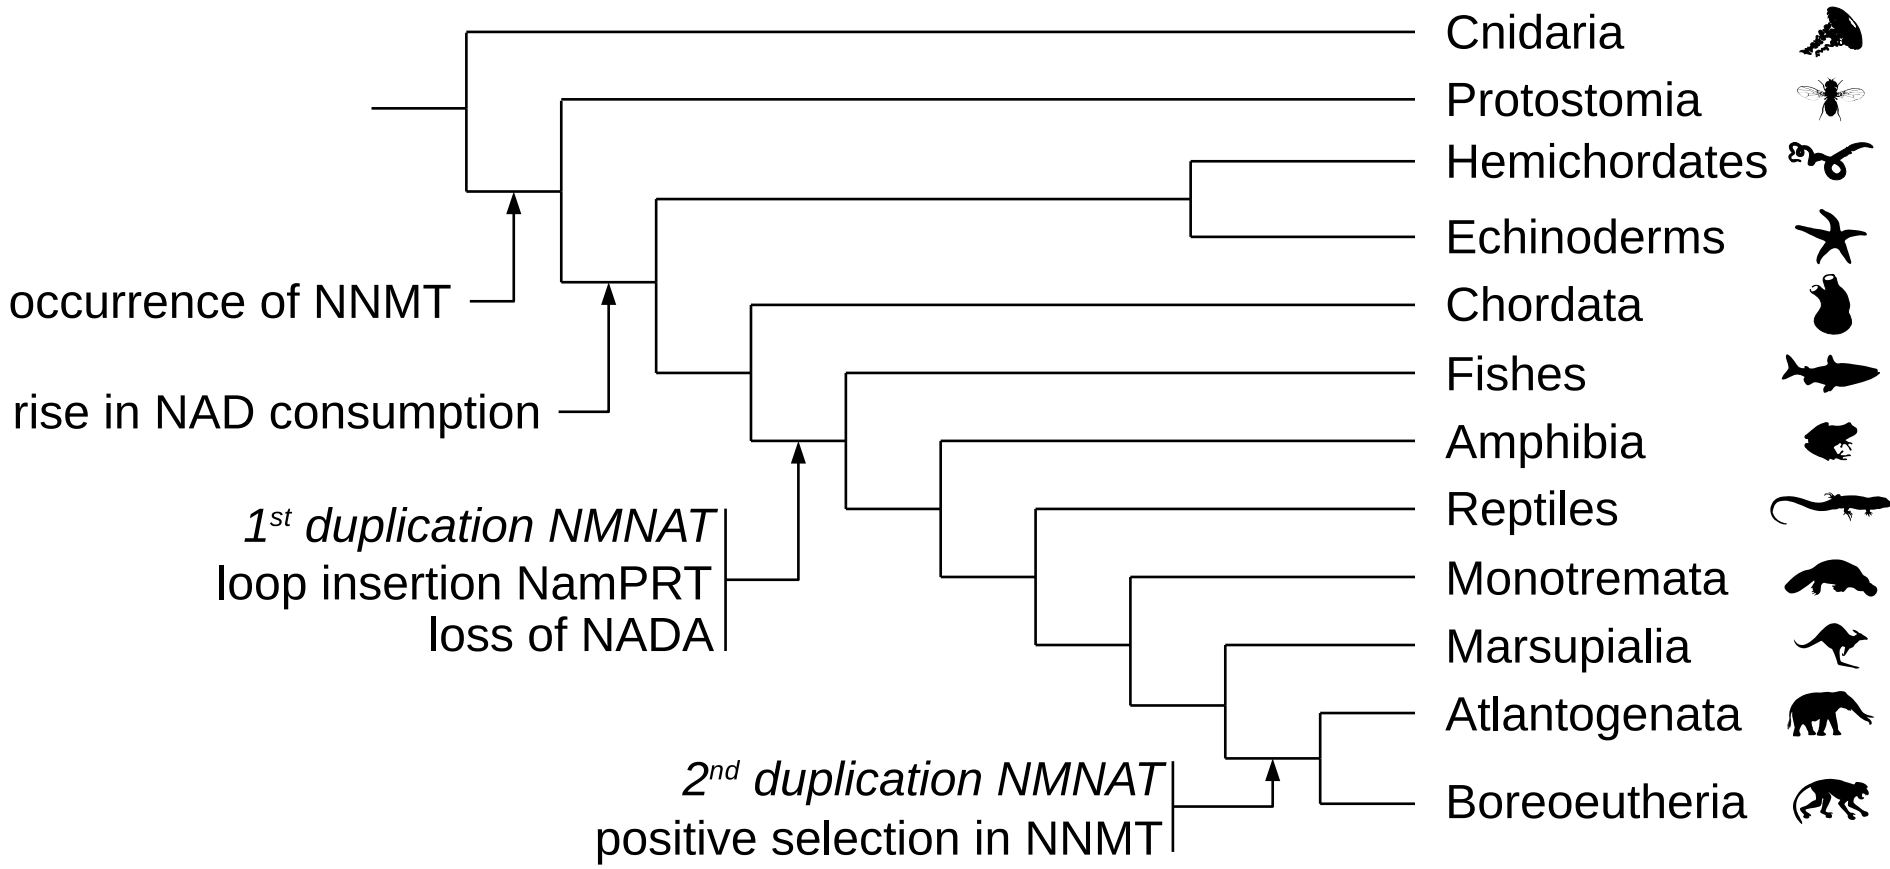 Cnidaria
Protostomia
Hemichordates
Echinoderms
occurrence of NNMT
Chordata
Fishes
rise in NAD consumption
Amphibia
Reptiles
1st duplication NMNAT
loop insertion NamPRT
loss of NADA
Monotremata
Marsupialia
Atlantogenata
2nd duplication NMNAT
positive selection in NNMT
Boreoeutheria